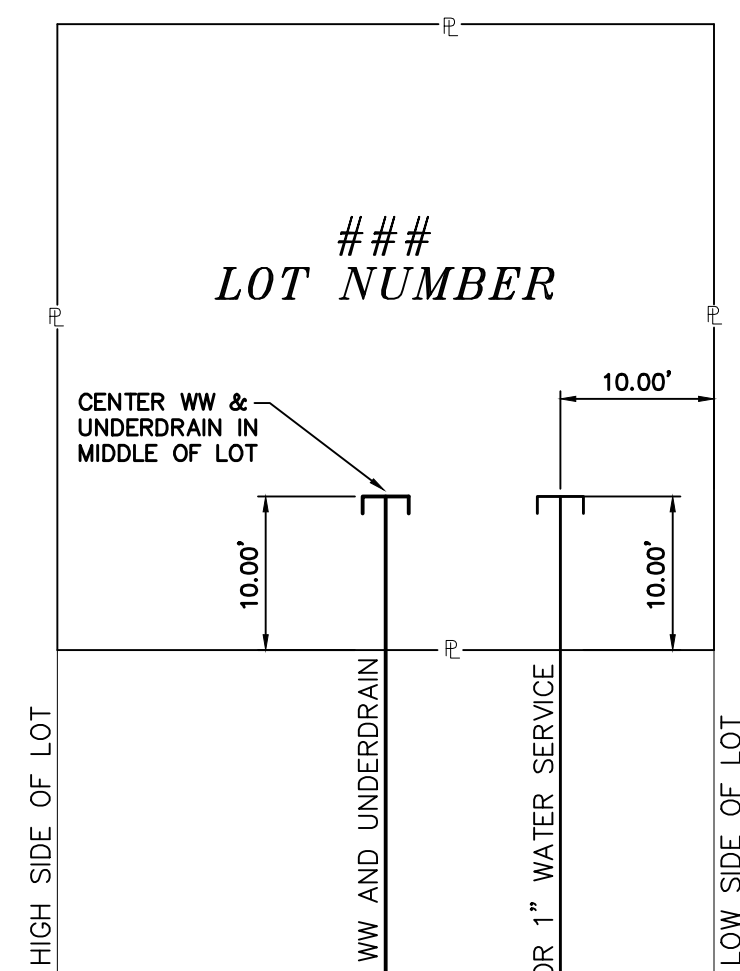 PL
###
LOT NUMBER
PL
PL
10.00'
CENTER WW &
UNDERDRAIN IN
MIDDLE OF LOT
10.00'
10.00'
PL
HIGH SIDE OF LOT
WW AND UNDERDRAIN
OR 1” WATER SERVICE
LOW SIDE OF LOT